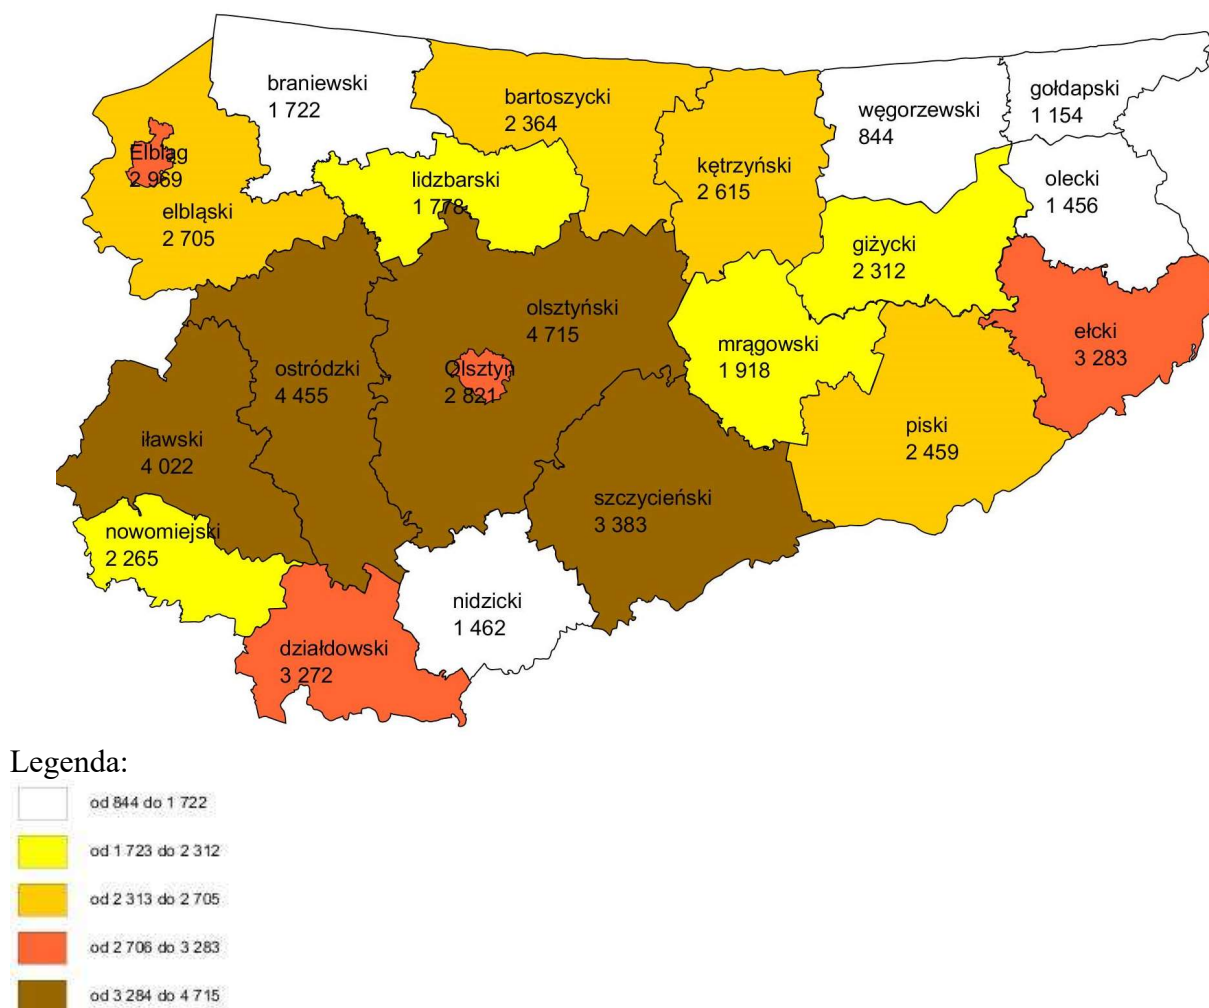 braniewski
1 722
bartoszycki
2 364
węgorzewski
844
gołdapski
1 154
Elbląg
2 969
lidzbarski
1 778
kętrzyński
2 615
olecki
1 456
elbląski
2 705
giżycki
2 312
olsztyński
4 715
mrągowski
1 918
ełcki
3 283
ostródzki
4 455
Olsztyn
2 821
iławski
4 022
piski
2 459
szczycieński
3 383
nowomiejski
2 265
nidzicki
1 462
działdowski
3 272
Legenda:
od 844 do 1 722
od 1 723 do 2 312
od 2 313 do 2 705
od 2 706 do 3 283
od 3 284 do 4 715